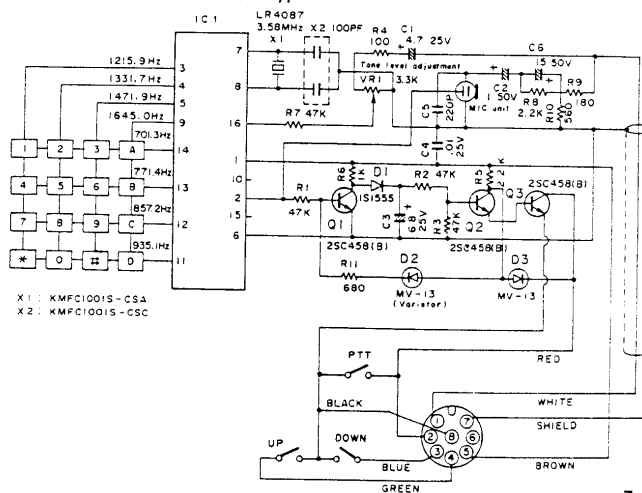 IC 1
LR4087
3.58MHz X2 100PF
X1
R4
100
C1
4.7 25V
+
C6
15 50V
Tone level adjustment
VR1
3.3K
C2
1 50V
MIC unit
R8
2.2K
R9
180
R10
560
C5
220P
C4
.01
25V
R7 47K
1215.9Hz
1331.7Hz
1471.9Hz
1645.0Hz
701.3Hz
771.4Hz
857.2Hz
935.1Hz
3
4
5
9
14
13
12
11
7
8
16
1
10
2
15
6
1 2 3 A
4 5 6 B
7 8 9 C
* 0 # D
R1
47K
R6
1K
D1
1S1555
R2 47K
R5
2.2K
Q3
2SC458(B)
C3
6.8
25V
R3
47K
Q1
2SC458(B)
Q2
2SC458(B)
R11
680
D2
MV-13
(Varistor)
D3
MV-13
X1: KMFC1001S-CSA
X2: KMFC1001S-CSC
PTT
RED
WHITE
BLACK
SHIELD
UP
DOWN
BLUE
BROWN
GREEN
1 7
2 8 6
3 4 5